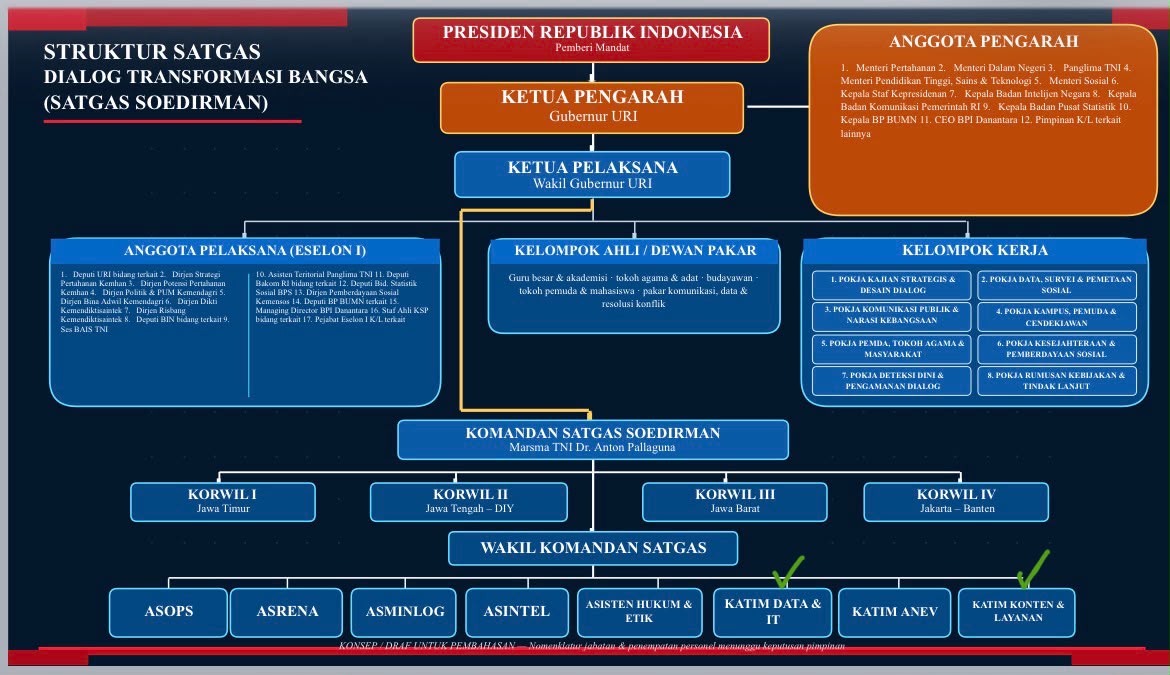 STRUKTUR SATGAS
DIALOG TRANSFORMASI BANGSA
(SATGAS SOEDIRMAN)
PRESIDEN REPUBLIK INDONESIA
Pemberi Mandat
KETUA PENGARAH
Gubernur URI
KETUA PELAKSANA
Wakil Gubernur URI
ANGGOTA PENGARAH
1. Menteri Pertahanan 2. Menteri Dalam Negeri 3. Panglima TNI 4.
Menteri Pendidikan Tinggi, Sains & Teknologi 5. Menteri Sosial 6.
Kepala Staf Kepresidenan 7. Kepala Badan Intelijen Negara 8. Kepala
Badan Komunikasi Pemerintah RI 9. Kepala Badan Pusat Statistik 10.
Kepala BP BUMN 11. CEO BPI Danantara 12. Pimpinan K/L terkait
lainnya
ANGGOTA PELAKSANA (ESELON I)
1. Deputi URI bidang terkait 2. Dirjen Strategi
Pertahanan Kemhan 3. Dirjen Potensi Pertahanan
Kemhan 4. Dirjen Politik & PUM Kemendagri 5.
Dirjen Bina Adwil Kemendagri 6. Dirjen Dikti
Kemendiktisaintek 7. Dirjen Risbang
Kemendiktisaintek 8. Deputi BIN bidang terkait 9.
Ses BAIS TNI
10. Asisten Teritorial Panglima TNI 11. Deputi
Bakom RI bidang terkait 12. Deputi Bid. Statistik
Sosial BPS 13. Dirjen Pemberdayaan Sosial
Kemensos 14. Deputi BP BUMN terkait 15.
Managing Director BPI Danantara 16. Staf Ahli KSP
bidang terkait 17. Pejabat Eselon I K/L terkait
KELOMPOK AHLI / DEWAN PAKAR
Guru besar & akademisi · tokoh agama & adat · budayawan ·
tokoh pemuda & mahasiswa · pakar komunikasi, data &
resolusi konflik
KELOMPOK KERJA
1. POKJA KAJIAN STRATEGIS &
DESAIN DIALOG
2. POKJA DATA, SURVEI & PEMETAAN
SOSIAL
3. POKJA KOMUNIKASI PUBLIK &
NARASI KEBANGSAAN
4. POKJA KAMPUS, PEMUDA &
CENDEKIAWAN
5. POKJA PEMDA, TOKOH AGAMA &
MASYARAKAT
6. POKJA KESEJAHTERAAN &
PEMBERDAYAAN SOSIAL
7. POKJA DETEKSI DINI &
PENGAMANAN DIALOG
8. POKJA RUMUSAN KEBIJAKAN &
TINDAK LANJUT
KOMANDAN SATGAS SOEDIRMAN
Marsma TNI Dr. Anton Pallaguna
KORWIL I
Jawa Timur
KORWIL II
Jawa Tengah – DIY
KORWIL III
Jawa Barat
KORWIL IV
Jakarta – Banten
WAKIL KOMANDAN SATGAS
ASOPS
ASRENA
ASMINLOG
ASINTEL
ASISTEN HUKUM &
ETIK
KATIM DATA &
IT
KATIM ANEV
KATIM KONTEN &
LAYANAN
KONSEP / DRAF UNTUK PEMBAHASAN — Nomenklatur jabatan & penempatan personel menunggu keputusan pimpinan